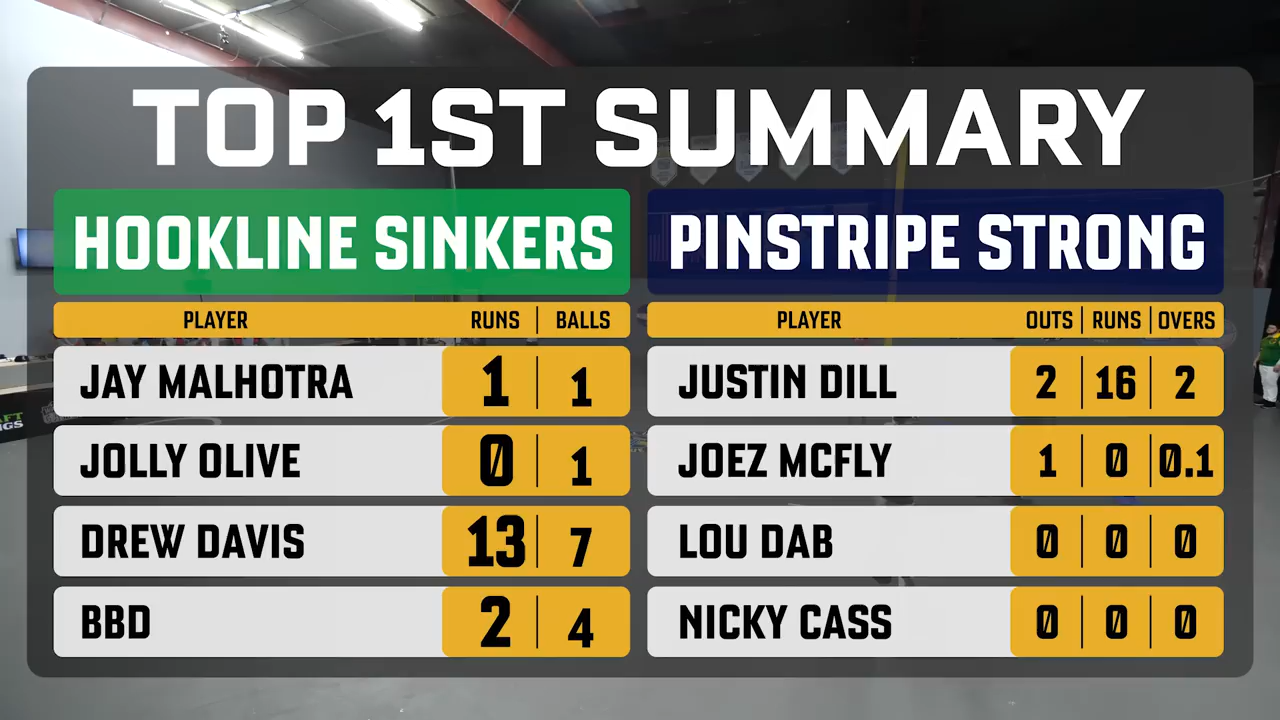 TOP 1ST SUMMARY
HOOKLINE SINKERS
PLAYER RUNS BALLS
JAY MALHOTRA 1 1
JOLLY OLIVE 0 1
DREW DAVIS 13 7
BBD 2 4
PINSTRIPE STRONG
PLAYER OUTS RUNS OVERS
JUSTIN DILL 2 16 2
JOEZ MCFLY 1 0 0.1
LOU DAB 0 0 0
NICKY CASS 0 0 0